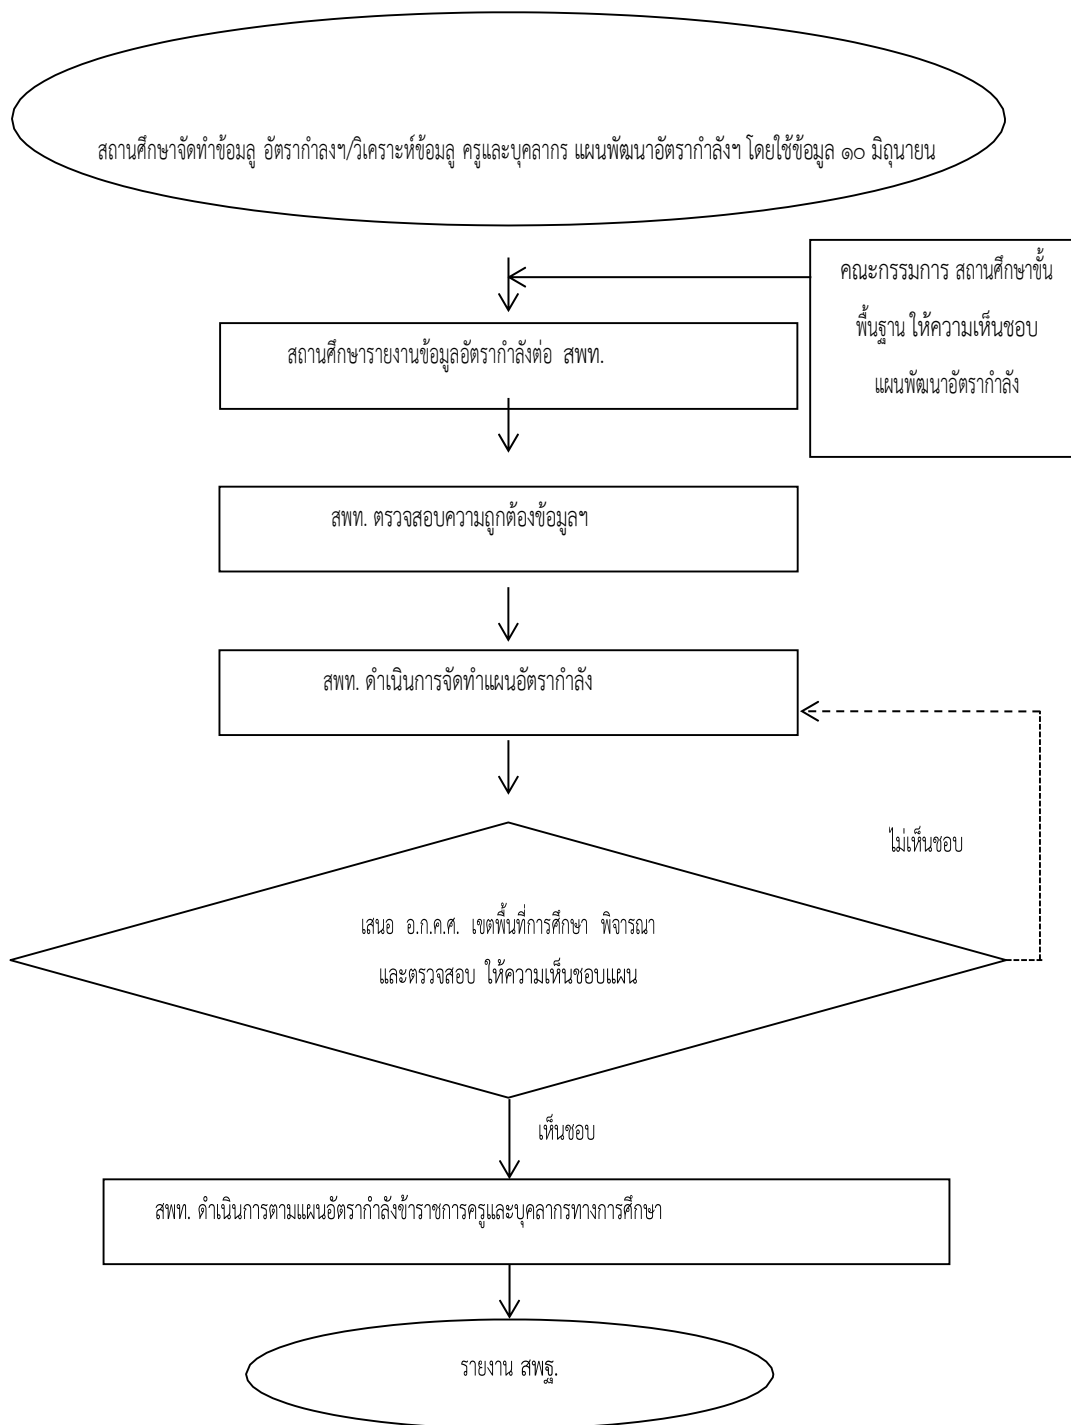 สถานศึกษาจัดทำข้อมลู อัตรากำลงฯ/วิเคราะห์ข้อมลู ครูและบุคลากร แผนพัฒนาอัตรากำลังฯ โดยใช้ข้อมูล ๑๐ มิถุนายน
คณะกรรมการ สถานศึกษาขั้น
พื้นฐาน ให้ความเห็นชอบ
แผนพัฒนาอัตรากำลัง
สถานศึกษารายงานข้อมูลอัตรากำลังต่อ สพท.
สพท. ตรวจสอบความถูกต้องข้อมูลฯ
สพท. ดำเนินการจัดทำแผนอัตรากำลัง
ไม่เห็นชอบ
เสนอ อ.ก.ค.ศ. เขตพื้นที่การศึกษา พิจารณา
และตรวจสอบ ให้ความเห็นชอบแผน
เห็นชอบ
สพท. ดำเนินการตามแผนอัตรากำลังข้าราชการครูและบุคลากรทางการศึกษา
รายงาน สพฐ.